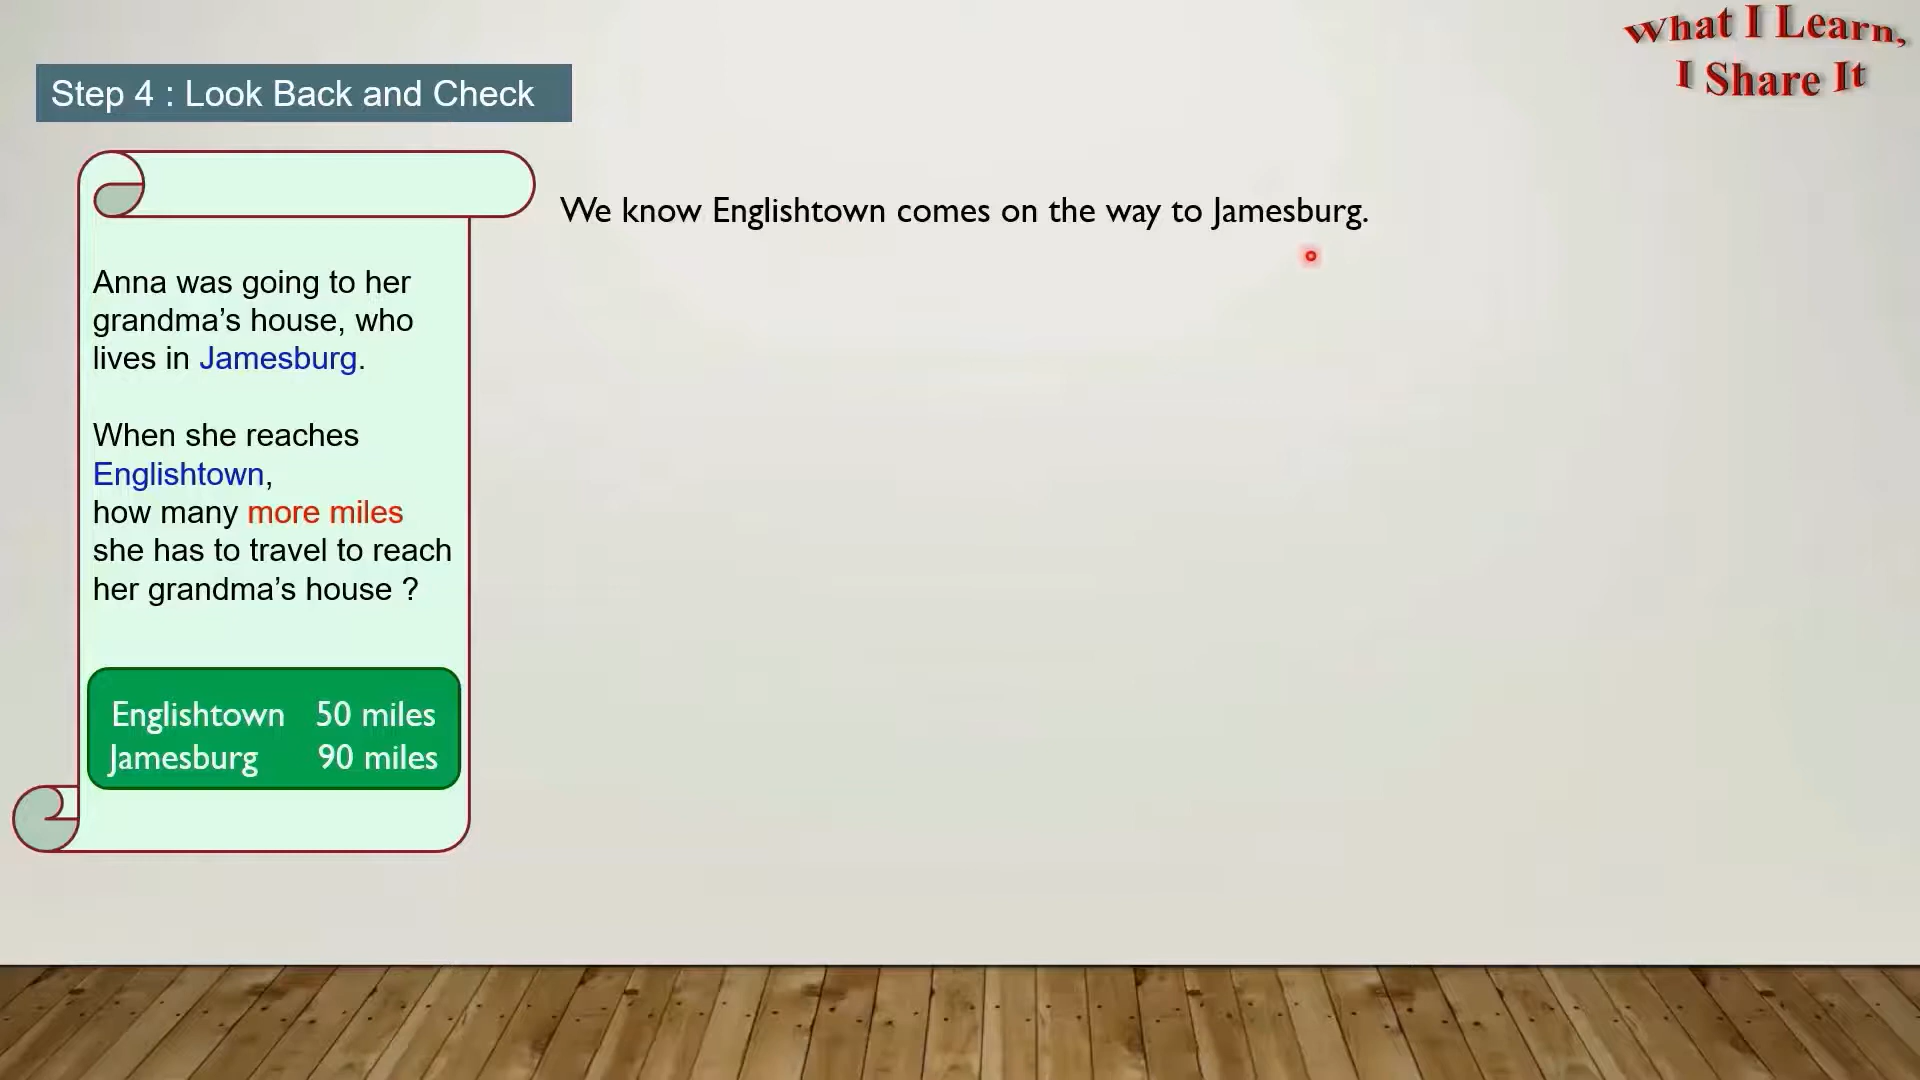 What I Learn,
I Share It
Step 4 : Look Back and Check
We know Englishtown comes on the way to Jamesburg.
Anna was going to her
grandma’s house, who
lives in Jamesburg.
When she reaches
Englishtown,
how many more miles
she has to travel to reach
her grandma’s house ?
Englishtown 50 miles
Jamesburg 90 miles